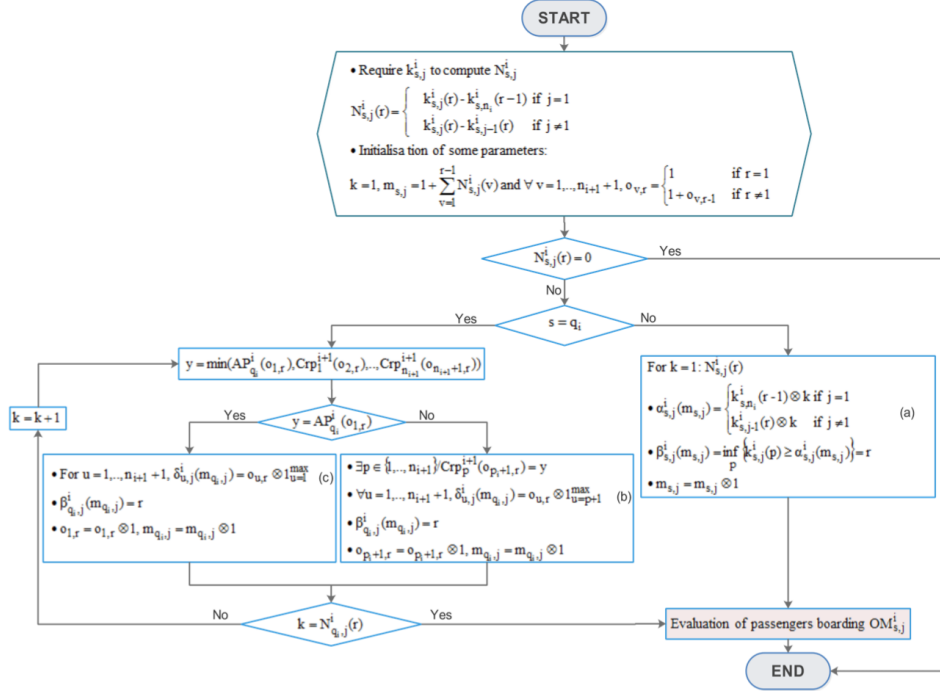 START
• Require k^i_{s,j} to compute N^i_{s,j}
N^i_{s,j}(r) = { k^i_{s,j}(r) - k^i_{s,n_i}(r−1) if j = 1
k^i_{s,j}(r) - k^i_{s,j-1}(r) if j ≠ 1
• Initialisa tion of some parameters:
k = 1, m_{s,j} = 1 + ∑_{v=1}^{r−1} N^i_{s,j}(v) and ∀ v = 1,..,n_{i+1} + 1, o_{v,r} = { 1 if r = 1
1 + o_{v,r-1} if r ≠ 1
N^i_{s,j}(r) = 0
Yes
No
s = q_i
Yes
No
y = min(AP^i_{q_i}(o_{1,r}), Crp^{i+1}_1(o_{2,r}),.., Crp^{i+1}_{n_{i+1}}(o_{n_{i+1}+1,r}))
k = k + 1
y = AP^i_{q_i}(o_{1,r})
Yes
No
For k = 1: N^i_{s,j}(r)
• α^i_{s,j}(m_{s,j}) = { k^i_{s,n_i}(r-1) ⊗ k if j = 1
k^i_{s,j-1}(r) ⊗ k if j ≠ 1
(a)
• β^i_{s,j}(m_{s,j}) = inf_p {k^i_{s,j}(p) ≥ α^i_{s,j}(m_{s,j})} = r
• m_{s,j} = m_{s,j} ⊗ 1
• For u = 1,.., n_{i+1} + 1, δ^i_{u,j}(m_{q_i,j}) = o_{u,r} ⊗ 1^{max}_{u=1} (c)
• β^i_{q_i,j}(m_{q_i,j}) = r
• o_{1,r} = o_{1,r} ⊗ 1, m_{q_i,j} = m_{q_i,j} ⊗ 1
• ∃p ∈ {1,.., n_{i+1}}/Crp^{i+1}_p(o_{p_i+1,r}) = y
• ∀u = 1,.., n_{i+1} + 1, δ^i_{u,j}(m_{q_i,j}) = o_{u,r} ⊗ 1^{max}_{u=p+1} (b)
• β^i_{q_i,j}(m_{q_i,j}) = r
• o_{p_i+1,r} = o_{p_i+1,r} ⊗ 1, m_{q_i,j} = m_{q_i,j} ⊗ 1
k = N^i_{q_i,j}(r)
No
Yes
Evaluation of passengers boarding OM^i_{s,j}
END